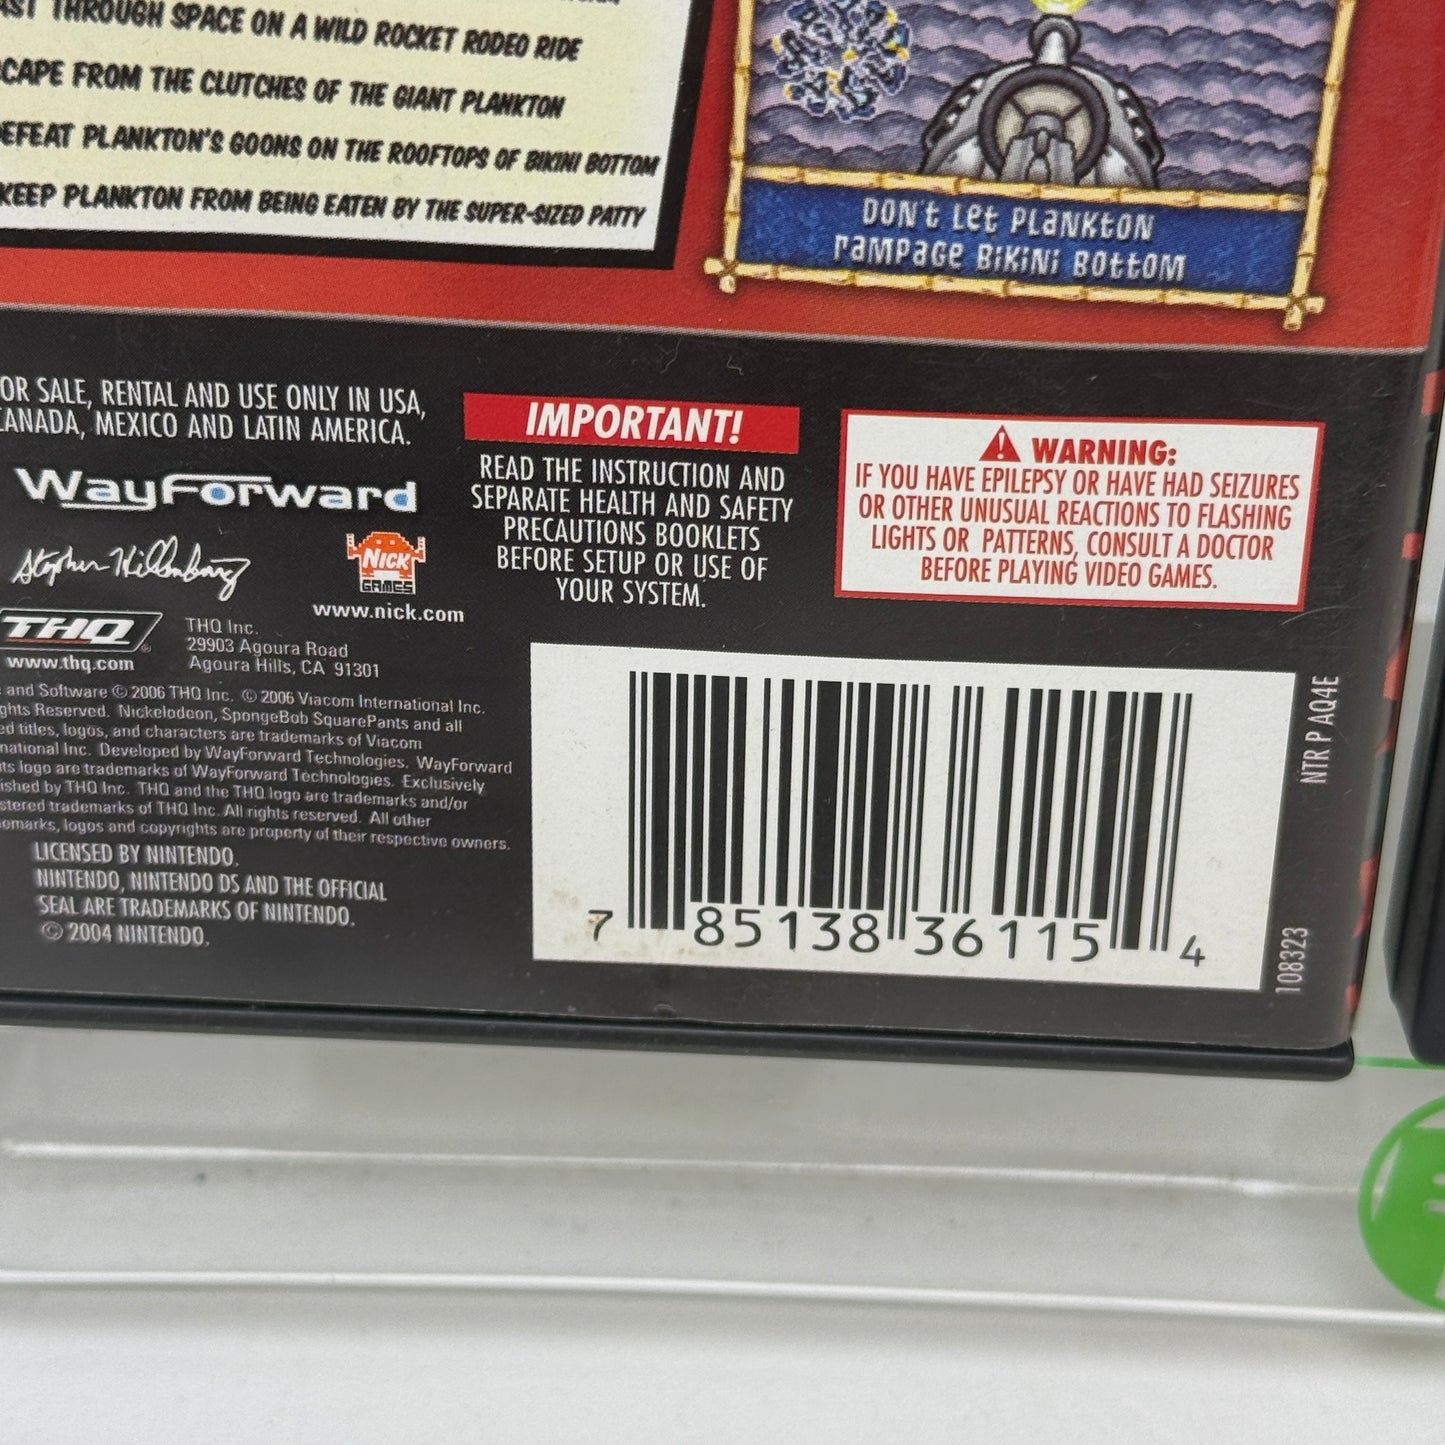 THROUGH SPACE ON A WILD ROCKET RODEO RIDE
CAPE FROM THE CLUTCHES OF THE GIANT PLANKTON
EFEAT PLANKTON'S GOONS ON THE ROOFTOPS OF BIKINI BOTTOM
KEEP PLANKTON FROM BEING EATEN BY THE SUPER-SIZED PATTY
DON'T LET PLANKTON
RAMPAGE BIKINI BOTTOM
OR SALE, RENTAL AND USE ONLY IN USA,
CANADA, MEXICO AND LATIN AMERICA.
WayForward
Stephen Hillenburg
NICK
GAMES
www.nick.com
THQ
®
www.thq.com
THQ Inc.
29903 Agoura Road
Agoura Hills, CA 91301
and Software © 2006 THQ Inc. © 2006 Viacom International Inc.
ghts Reserved. Nickelodeon, SpongeBob SquarePants and all
ed titles, logos, and characters are trademarks of Viacom
national Inc. Developed by WayForward Technologies. WayForward
its logo are trademarks of WayForward Technologies. Exclusively
ished by THQ Inc. THQ and the THQ logo are trademarks and/or
stered trademarks of THQ Inc. All rights reserved. All other
emarks, logos and copyrights are property of their respective owners.
LICENSED BY NINTENDO.
NINTENDO, NINTENDO DS AND THE OFFICIAL
SEAL ARE TRADEMARKS OF NINTENDO.
© 2004 NINTENDO.
IMPORTANT!
READ THE INSTRUCTION AND
SEPARATE HEALTH AND SAFETY
PRECAUTIONS BOOKLETS
BEFORE SETUP OR USE OF
YOUR SYSTEM.
WARNING:
IF YOU HAVE EPILEPSY OR HAVE HAD SEIZURES
OR OTHER UNUSUAL REACTIONS TO FLASHING
LIGHTS OR PATTERNS, CONSULT A DOCTOR
BEFORE PLAYING VIDEO GAMES.
7 85138 36115 4
NTR P AQ4E
108323